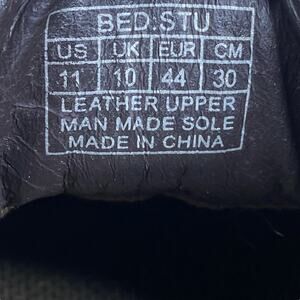 BED.STU
US UK EUR CM
11 10 44 30
LEATHER UPPER
MAN MADE SOLE
MADE IN CHINA